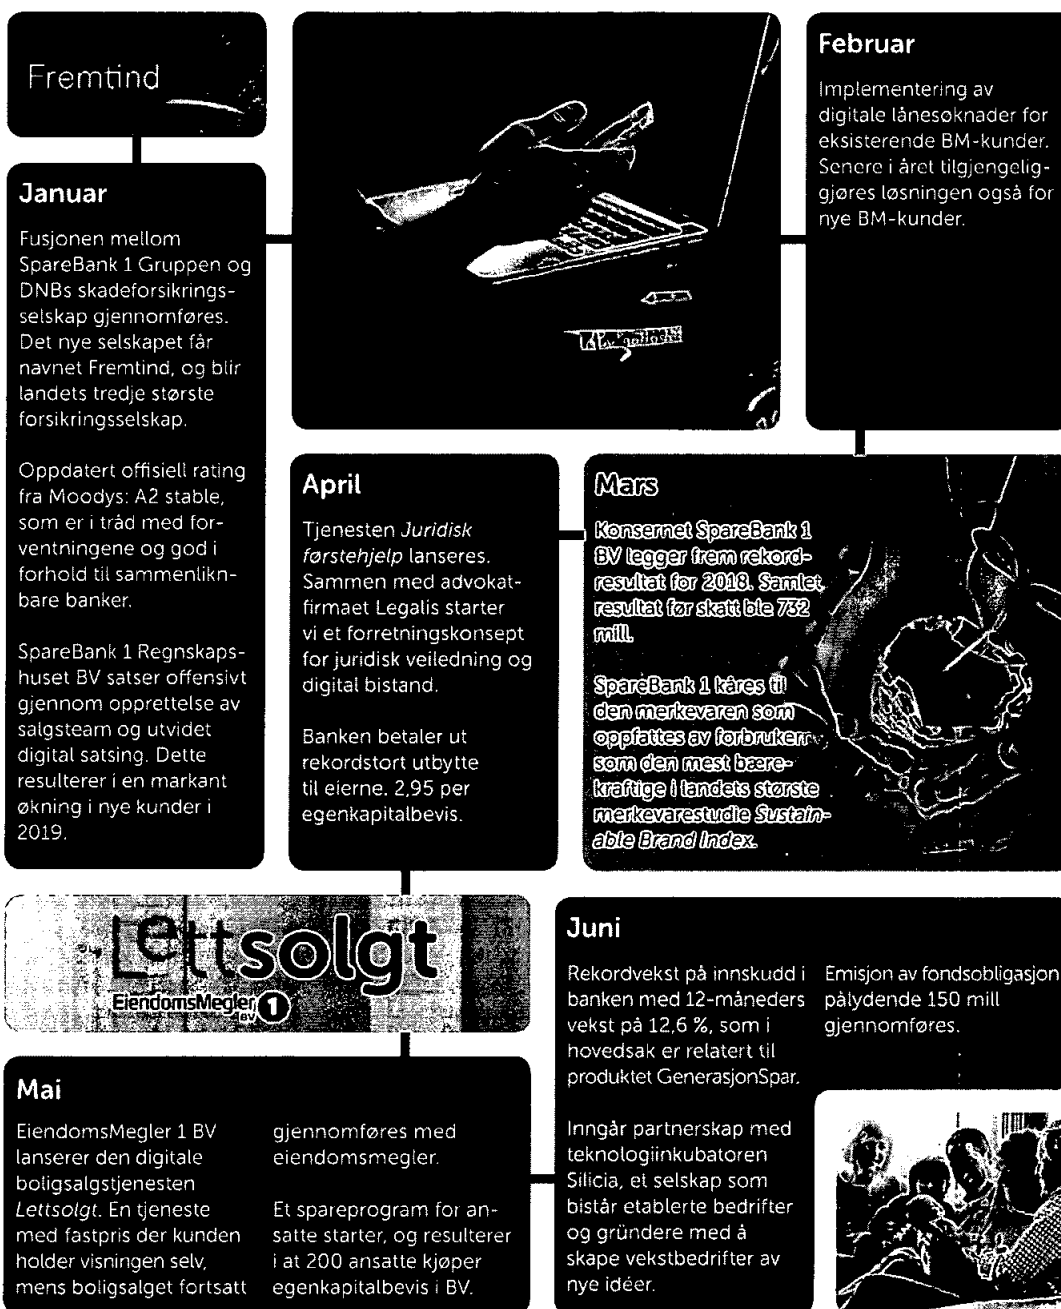 Fremtind
Januar
Fusjonen mellom
SpareBank 1 Gruppen og
DNBs skadeforsikrings-
selskap gjennomføres.
Det nye selskapet får
navnet Fremtind, og blir
landets tredje største
forsikringsselskap.
Oppdatert offisiell rating
fra Moodys: A2 stable,
som er i tråd med for-
ventningene og god i
forhold til sammenlikn-
bare banker.
SpareBank 1 Regnskaps-
huset BV satser offensivt
gjennom opprettelse av
salgsteam og utvidet
digital satsing. Dette
resulterer i en markant
økning i nye kunder i
2019.
Februar
Implementering av
digitale lånesøknader for
eksisterende BM-kunder.
Senere i året tilgjengelig-
gjøres løsningen også for
nye BM-kunder.
Mars
Konsernet SpareBank 1
BV legger frem rekord-
resultat for 2018. Samlet
resultat før skatt ble 732
mill.
SpareBank 1 kåres til
den merkevaren som
oppfattes av forbrukern
som den mest bære-
kraftige i landets største
merkevarestudie Sustain-
able Brand Index.
April
Tjenesten Juridisk
førstehjelp lanseres.
Sammen med advokat-
firmaet Legalis starter
vi et forretningskonsept
for juridisk veiledning og
digital bistand.
Banken betaler ut
rekordstort utbytte
til eierne. 2,95 per
egenkapitalbevis.
Lettsolgt
EiendomsMegler 1
BV
Mai
EiendomsMegler 1 BV
lanserer den digitale
boligsalgstjenesten
Lettsolgt. En tjeneste
med fastpris der kunden
holder visningen selv,
mens boligsalget fortsatt
gjennomføres med
eiendomsmegler.
Et spareprogram for an-
satte starter, og resulterer
i at 200 ansatte kjøper
egenkapitalbevis i BV.
Juni
Rekordvekst på innskudd i
banken med 12-måneders
vekst på 12,6 %, som i
hovedsak er relatert til
produktet GenerasjonSpar.
Inngår partnerskap med
teknologiinkubatoren
Silicia, et selskap som
bistår etablerte bedrifter
og gründere med å
skape vekstbedrifter av
nye idéer.
Emisjon av fondsobligasjon
pålydende 150 mill
gjennomføres.